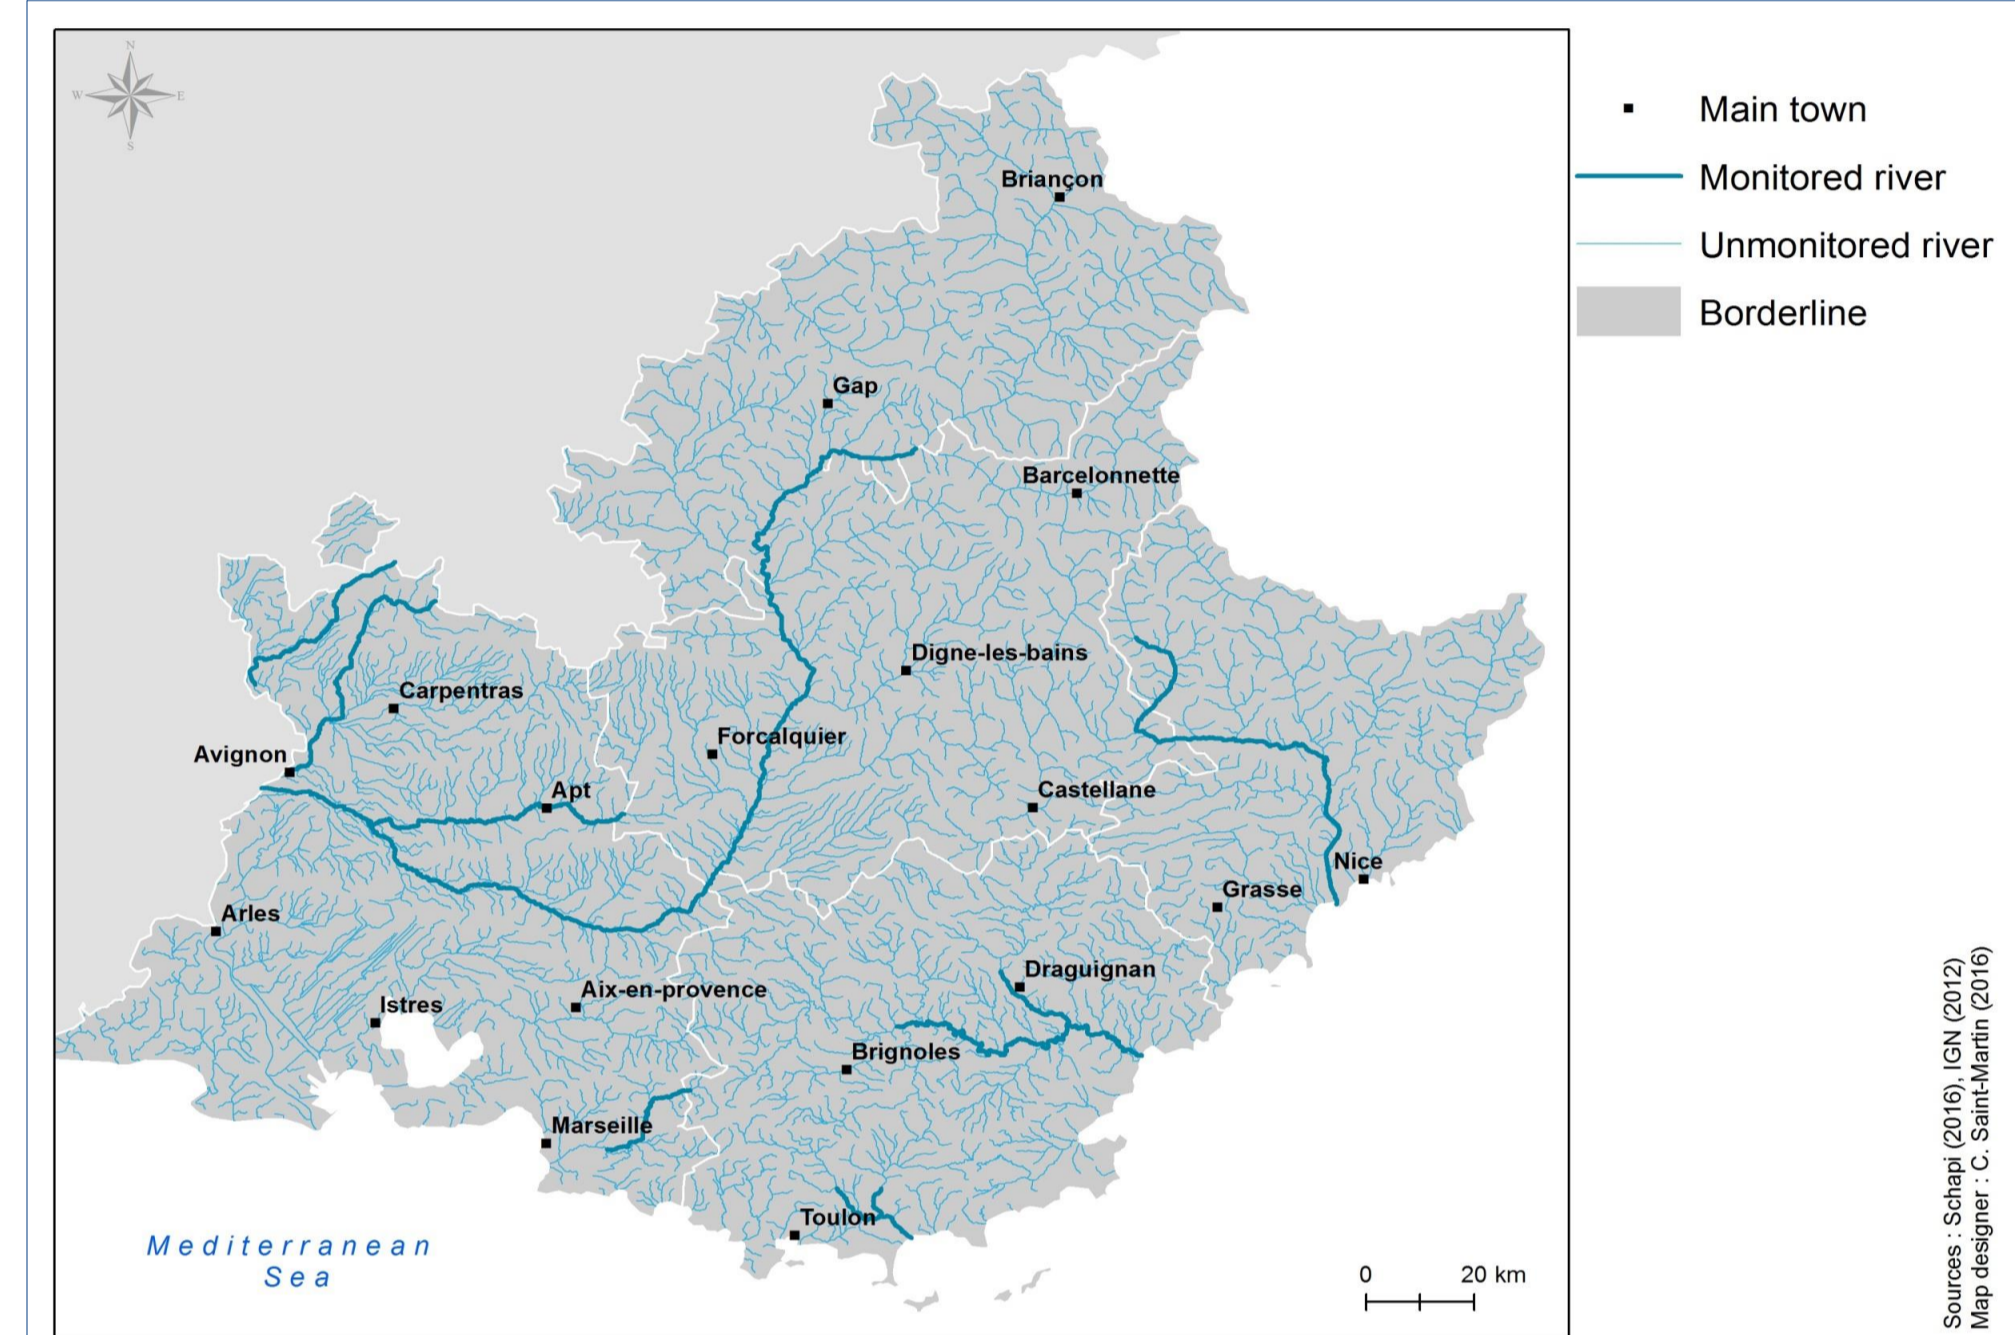 N
W
E
S
Briançon
Gap
Barcelonnette
Digne-les-bains
Carpentras
Forcalquier
Avignon
Apt
Castellane
Nice
Grasse
Arles
Draguignan
Aix-en-provence
Istres
Brignoles
Marseille
Toulon
Mediterranean
Sea
0 20 km
Main town
Monitored river
Unmonitored river
Borderline
Sources : Schapi (2016), IGN (2012)
Map designer : C. Saint-Martin (2016)